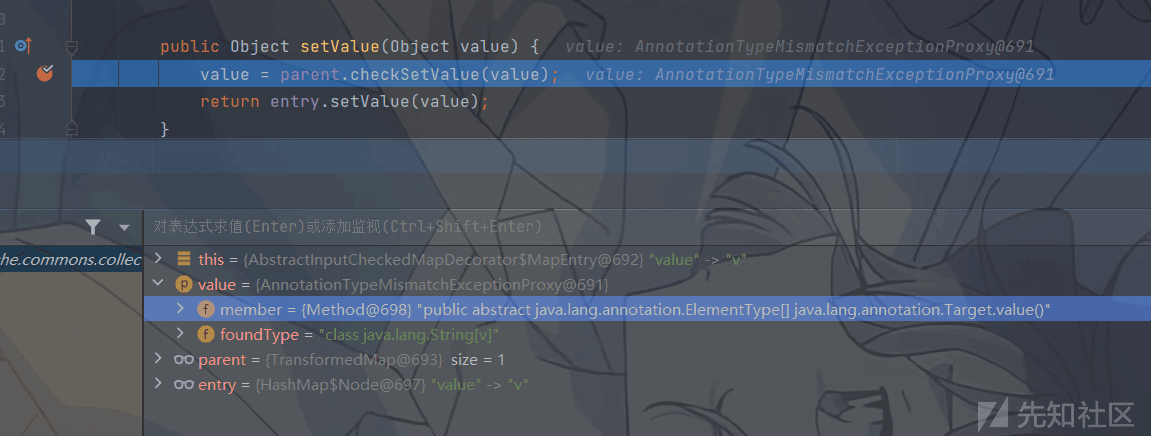 1 public Object setValue(Object value) { value: AnnotationTypeMismatchExceptionProxy@691
2 value = parent.checkSetValue(value); value: AnnotationTypeMismatchExceptionProxy@691
3 return entry.setValue(value);
4 }
对表达式求值(Enter)或添加监视(Ctrl+Shift+Enter)
he.commons.collec
this = {AbstractInputCheckedMapDecorator$MapEntry@692} "value" -> "v"
value = {AnnotationTypeMismatchExceptionProxy@691}
member = {Method@698} "public abstract java.lang.annotation.ElementType[] java.lang.annotation.Target.value()"
foundType = "class java.lang.String[v]"
parent = {TransformedMap@693} size = 1
entry = {HashMap$Node@697} "value" -> "v"
先知社区